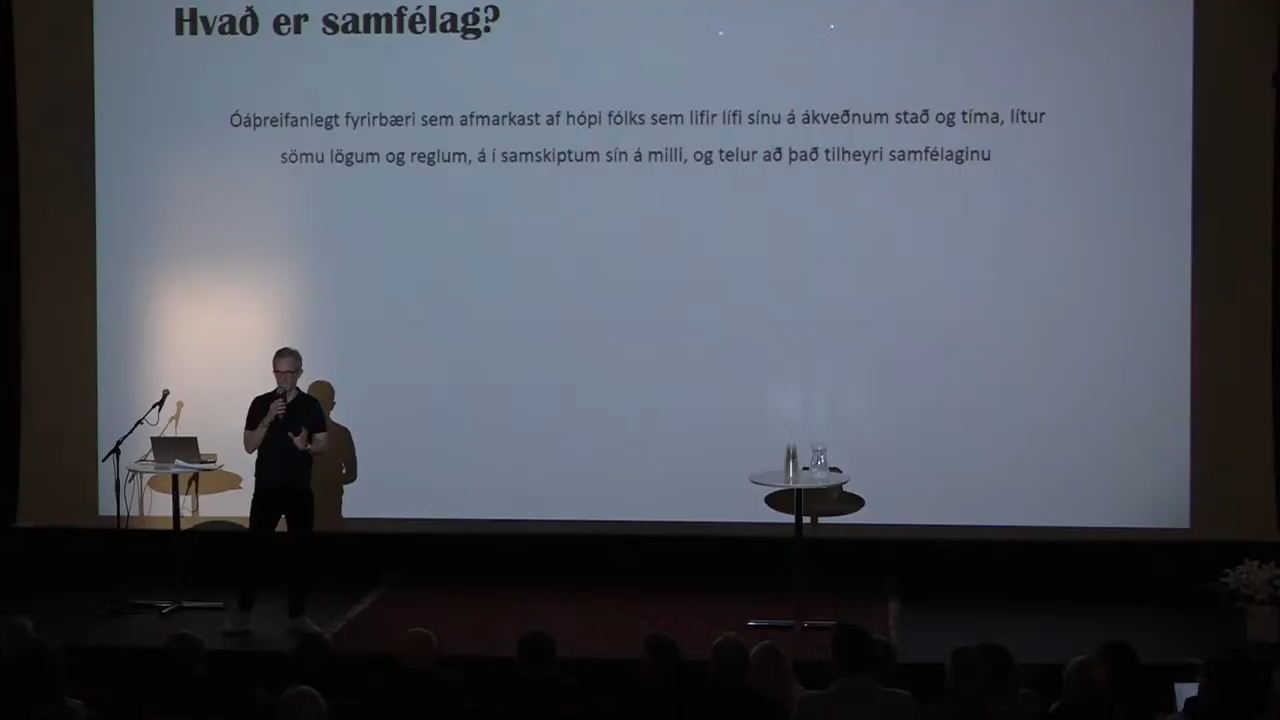 Hvað er samfélag?
Óáþreifanlegt fyrirbæri sem afmarkast af hópi fólks sem lifir lífi sínu á ákveðnum stað og tíma, lítur
sömu lögum og reglum, á í samskiptum sín á milli, og telur að það tilheyri samfélaginu